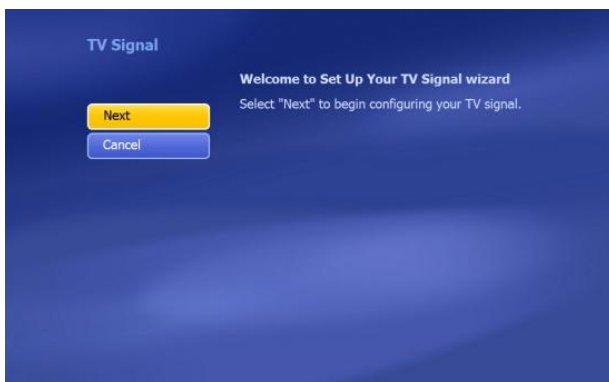 TV Signal
Welcome to Set Up Your TV Signal wizard
Select "Next" to begin configuring your TV signal.
Next
Cancel